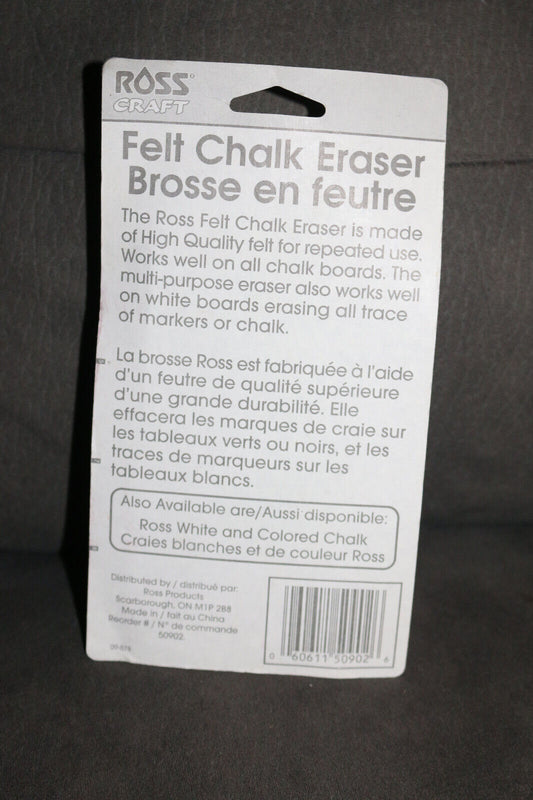 ROSS®
CRAFT
Felt Chalk Eraser
Brosse en feutre
The Ross Felt Chalk Eraser is made
of High Quality felt for repeated use.
Works well on all chalk boards. The
multi-purpose eraser also works well
on white boards erasing all trace
of markers or chalk.
La brosse Ross est fabriquée à l'aide
d'un feutre de qualité supérieure
d'une grande durabilité. Elle
effacera les marques de craie sur
les tableaux verts ou noirs, et les
traces de marqueurs sur les
tableaux blancs.
Also Available are/Aussi disponible:
Ross White and Colored Chalk
Craies blanches et de couleur Ross
Distributed by / distribué par:
Ross Products
Scarborough, ON M1P 2B8
Made in / fait au China
Reorder # / N° de commande
50902.
0 60611 50902 6